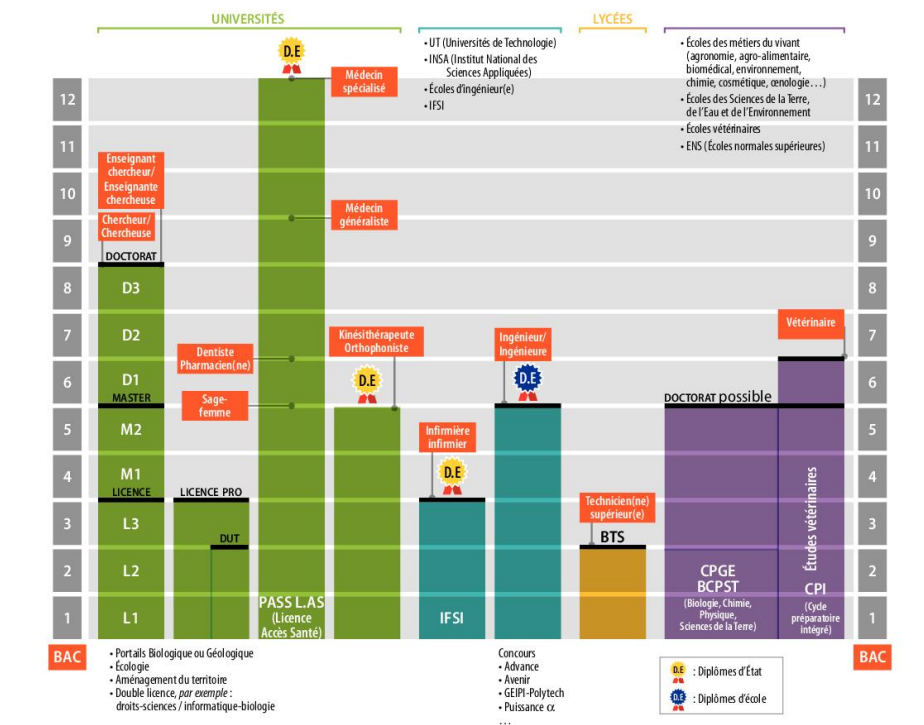 UNIVERSITÉS
LYCÉES
• UT (Universités de Technologie)
• INSA (Institut National des
Sciences Appliquées)
• Écoles d'ingénieur(e)
• IFSI
• Écoles des métiers du vivant
(agronomie, agro-alimentaire,
biomédical, environnement,
chimie, cosmétique, œnologie…)
• Écoles des Sciences de la Terre,
de l'Eau et de l'Environnement
• Écoles vétérinaires
• ENS (Écoles normales supérieures)
D.E
Médecin
spécialisé
12
12
11
11
Enseignant
chercheur/
Enseignante
chercheuse
10
10
Médecin
généraliste
Chercheur/
Chercheuse
9
9
DOCTORAT
8
D3
8
7
D2
Dentiste
Pharmacien(ne)
Kinésithérapeute
Orthophoniste
Ingénieur/
Ingénieure
Vétérinaire
7
6
D1
MASTER
Sage-
femme
D.E
D.E
DOCTORAT possible
6
5
M2
Infirmière
infirmier
5
4
M1
LICENCE
LICENCE PRO
D.E
Technicien(ne)
supérieur(e)
4
3
L3
DUT
BTS
Études vétérinaires
3
2
L2
CPGE
BCPST
(Biologie, Chimie,
Physique,
Sciences de la Terre)
2
1
L1
PASS L.AS
(Licence
Accès Santé)
IFSI
CPI
(Cycle
préparatoire
intégré)
1
BAC
BAC
• Portails Biologique ou Géologique
• Écologie
• Aménagement du territoire
• Double licence, par exemple :
droits-sciences / informatique-biologie
Concours
• Advance
• Avenir
• GEIPI-Polytech
• Puissance α
…
D.E : Diplômes d'État
D.E : Diplômes d'école